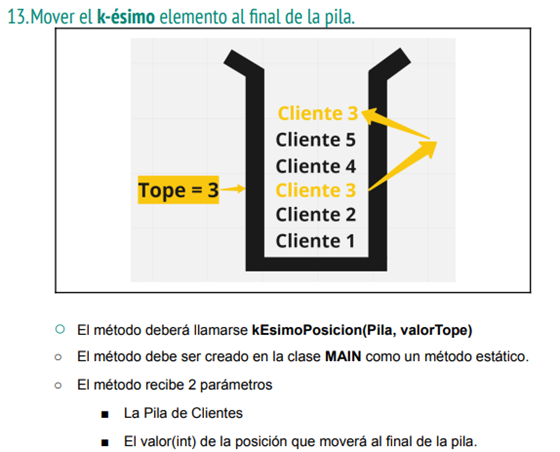 13.Mover el k-ésimo elemento al final de la pila.
Cliente 3
Cliente 5
Cliente 4
Tope = 3
Cliente 3
Cliente 2
Cliente 1
El método deberá llamarse kEsimoPosicion(Pila, valorTope)
El método debe ser creado en la clase MAIN como un método estático.
El método recibe 2 parámetros
La Pila de Clientes
El valor(int) de la posición que moverá al final de la pila.